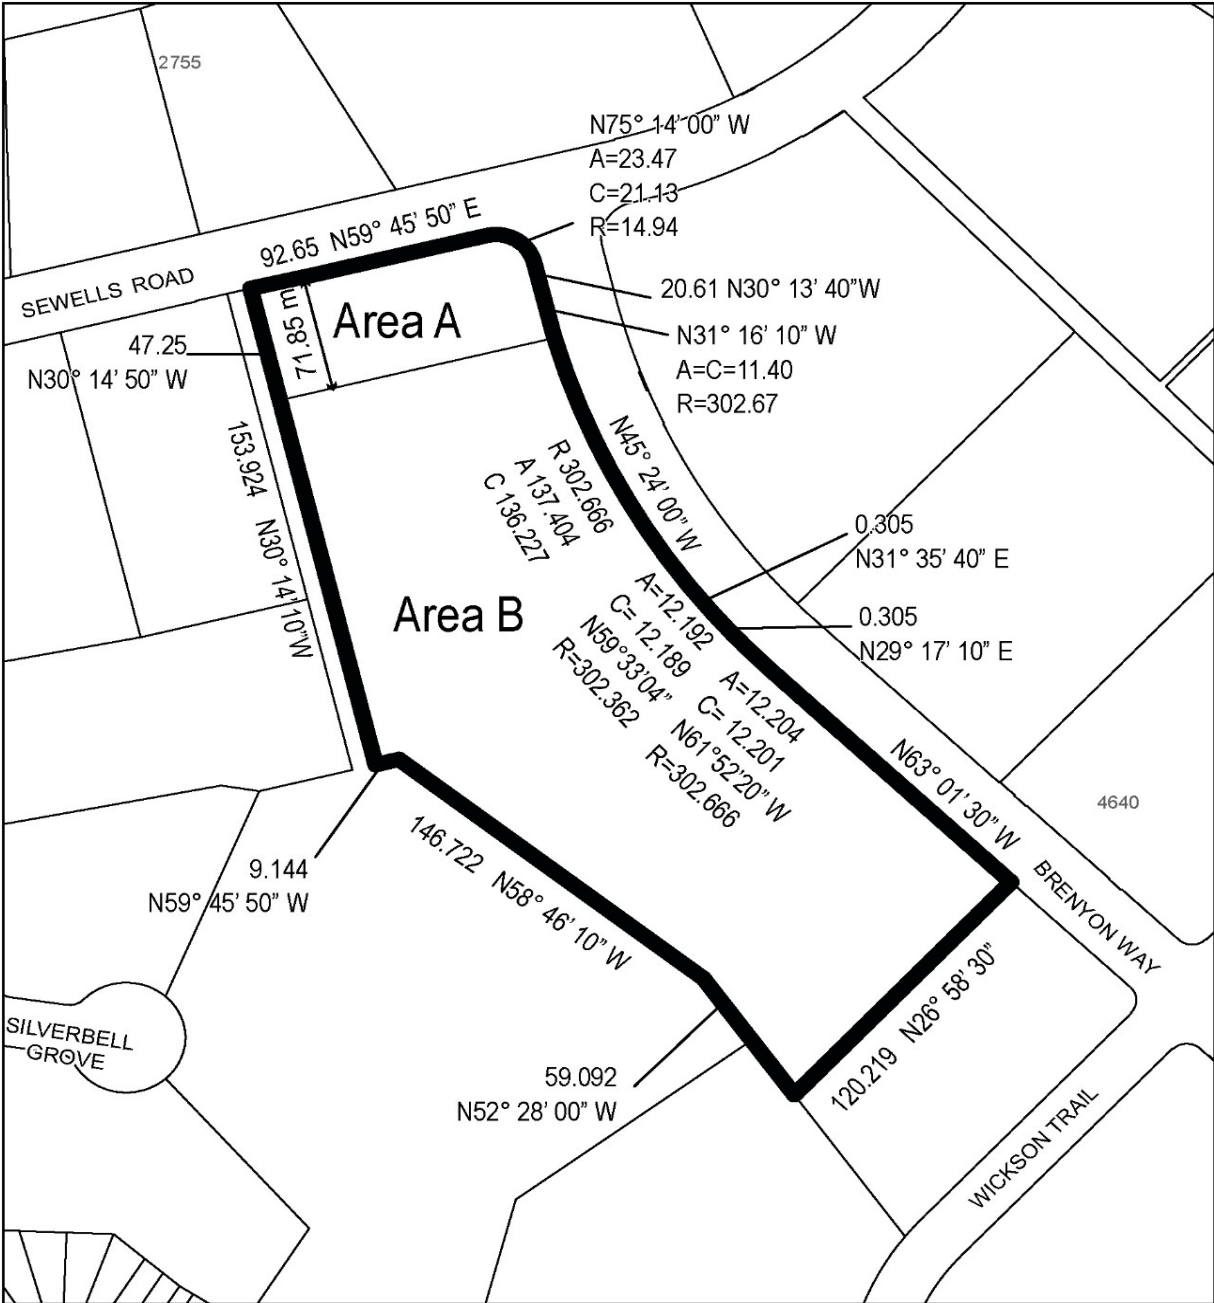 2755
N75° 14' 00" W
A=23.47
C=21.13
R=14.94
92.65 N59° 45' 50" E
SEWELLS ROAD
20.61 N30° 13' 40"W
71.85 m
Area A
N31° 16' 10" W
A=C=11.40
R=302.67
47.25
N30° 14' 50" W
153.924 N30° 14' 10"W
N45° 24' 00" W
R 302.666
A 137.404
C 136.227
0.305
N31° 35' 40" E
Area B
0.305
N29° 17' 10" E
A=12.192
C= 12.189
N59°33'04"
R=302.362
A=12.204
C= 12.201
N61°52'20" W
R=302.666
N63° 01' 30" W
4640
146.722 N58° 46' 10" W
9.144
N59° 45' 50" W
BRENYON WAY
120.219 N26° 58' 30"
SILVERBELL
GROVE
59.092
N52° 28' 00" W
WICKSON TRAIL